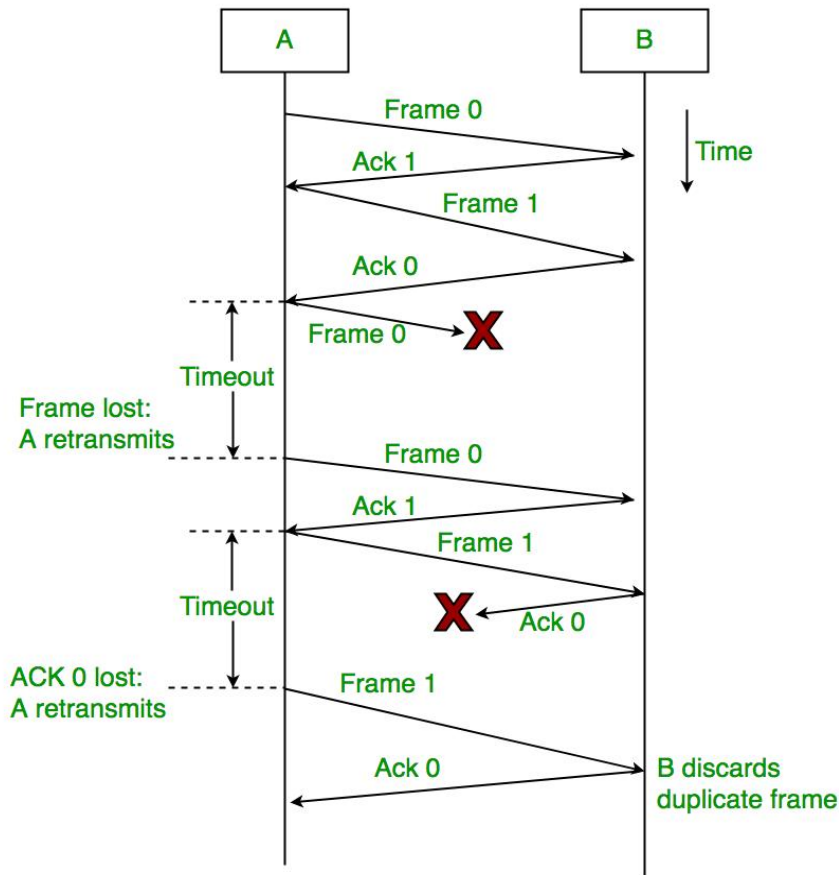 A
B
Frame 0
Time
Ack 1
Frame 1
Ack 0
Frame 0
X
Timeout
Frame lost:
A retransmits
Frame 0
Ack 1
Frame 1
Timeout
X
Ack 0
ACK 0 lost:
A retransmits
Frame 1
Ack 0
B discards
duplicate frame